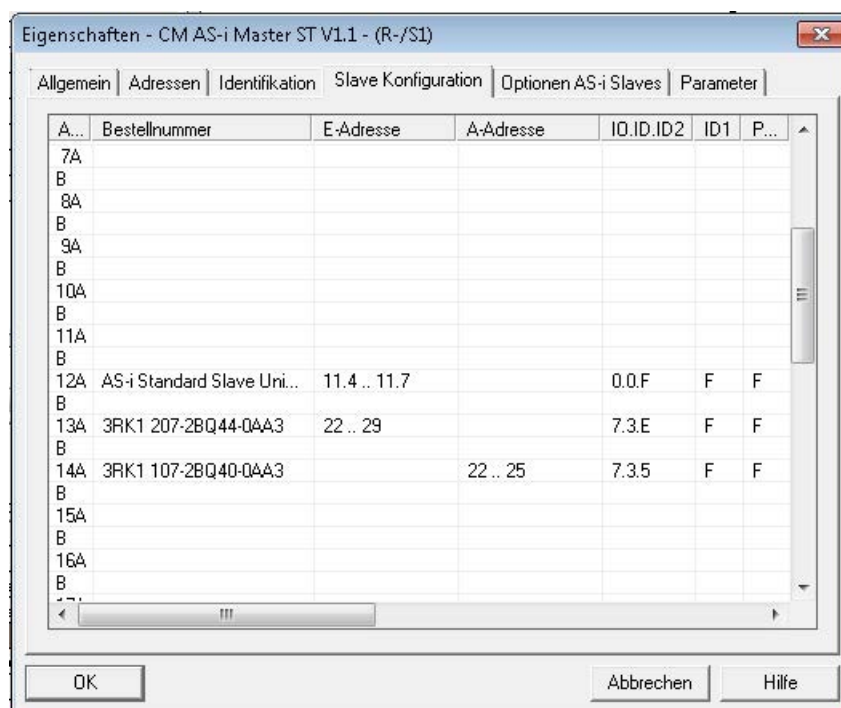 Eigenschaften - CM AS-i Master ST V1.1 - (R-/S1)
Allgemein Adressen Identifikation Slave Konfiguration Optionen AS-i Slaves Parameter
A... Bestellnummer E-Adresse A-Adresse IO.ID.ID2 ID1 P...
7A
B
8A
B
9A
B
10A
B
11A
B
12A AS-i Standard Slave Uni... 11.4 .. 11.7 0.0.F F F
B
13A 3RK1 207-2BQ44-0AA3 22 .. 29 7.3.E F F
B
14A 3RK1 107-2BQ40-0AA3 22 .. 25 7.3.5 F F
B
15A
B
16A
B
OK Abbrechen Hilfe